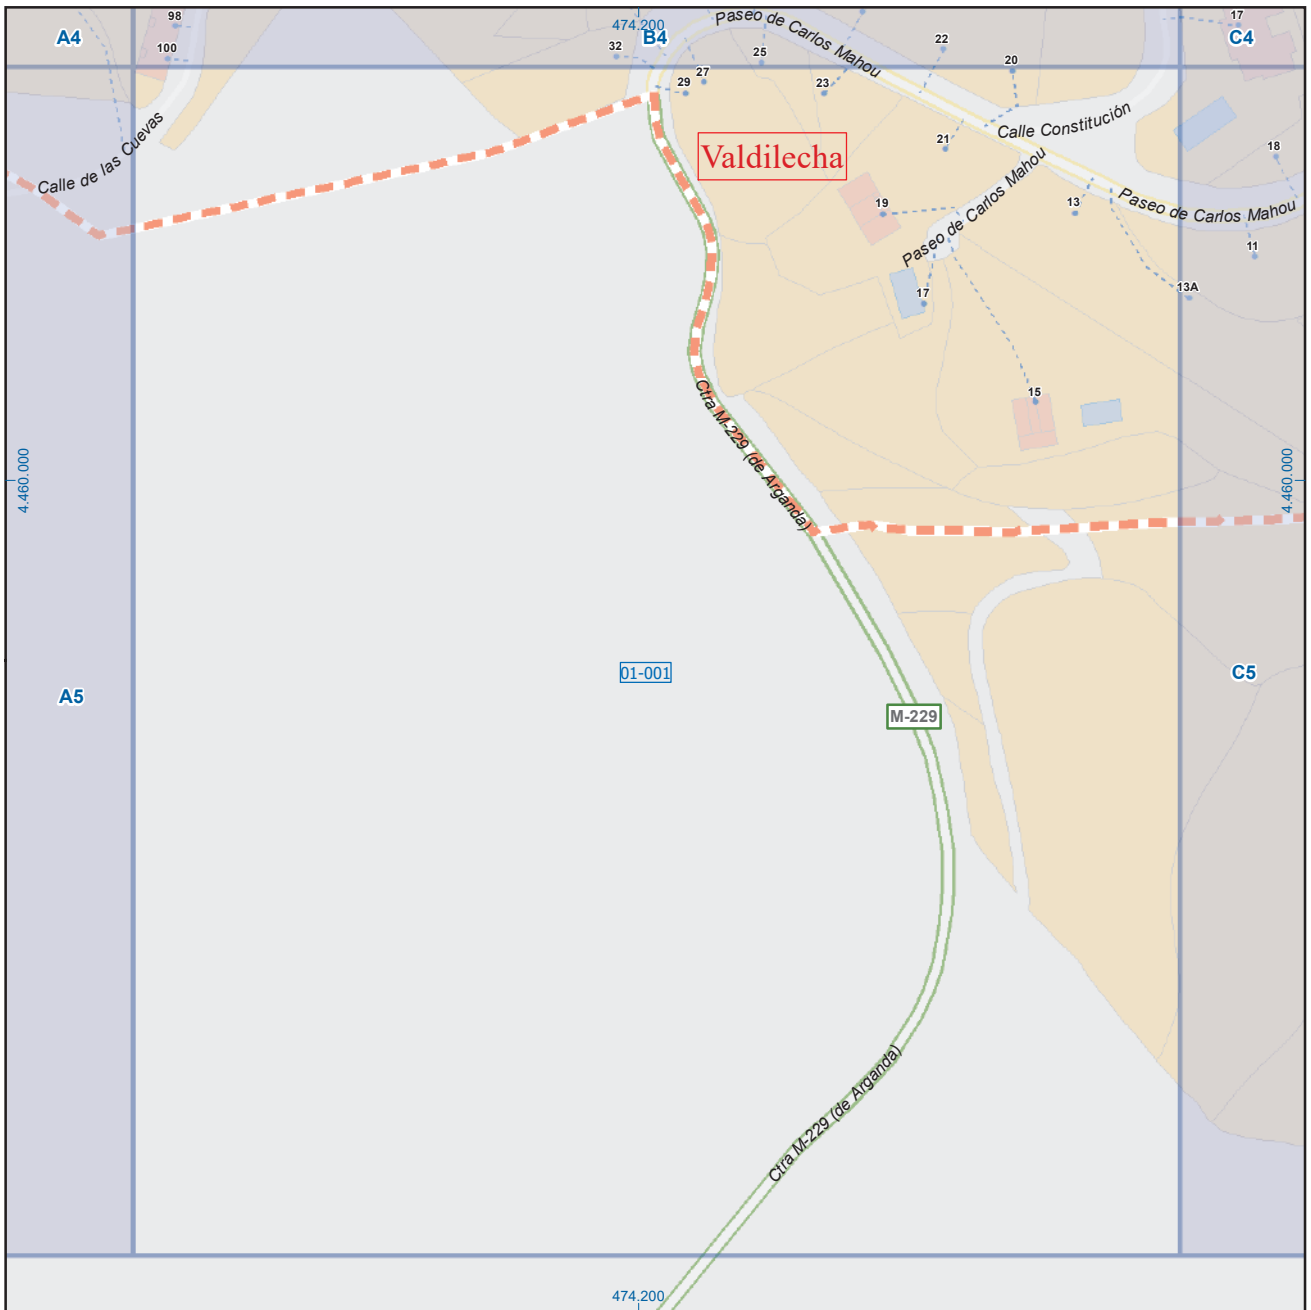 98
474.200
Paseo de Carlos Mahou
17
A4
B4
C4
100
32
25
22
20
27
29
23
Calle de las Cuevas
Valdilecha
21
Calle Constitución
18
19
Paseo de Carlos Mahou
13
Paseo de Carlos Mahou
11
17
13A
15
Ctra M-229 (de Arganda)
4.460.000
4.460.000
01-001
C5
A5
M-229
Ctra M-229 (de Arganda)
474.200